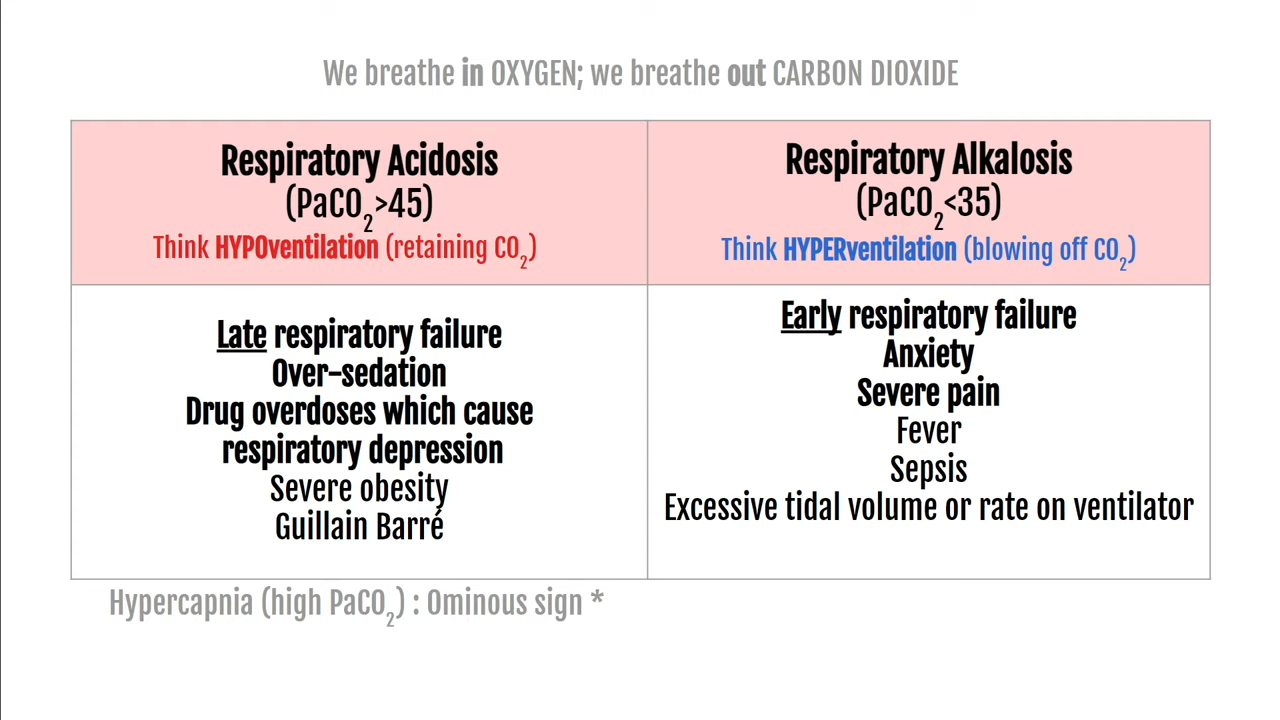 We breathe in OXYGEN; we breathe out CARBON DIOXIDE
Respiratory Acidosis
(PaCO₂>45)
Think HYPOventilation (retaining CO₂)
Respiratory Alkalosis
(PaCO₂<35)
Think HYPERventilation (blowing off CO₂)
Late respiratory failure
Over-sedation
Drug overdoses which cause
respiratory depression
Severe obesity
Guillain Barré
Early respiratory failure
Anxiety
Severe pain
Fever
Sepsis
Excessive tidal volume or rate on ventilator
Hypercapnia (high PaCO₂) : Ominous sign *